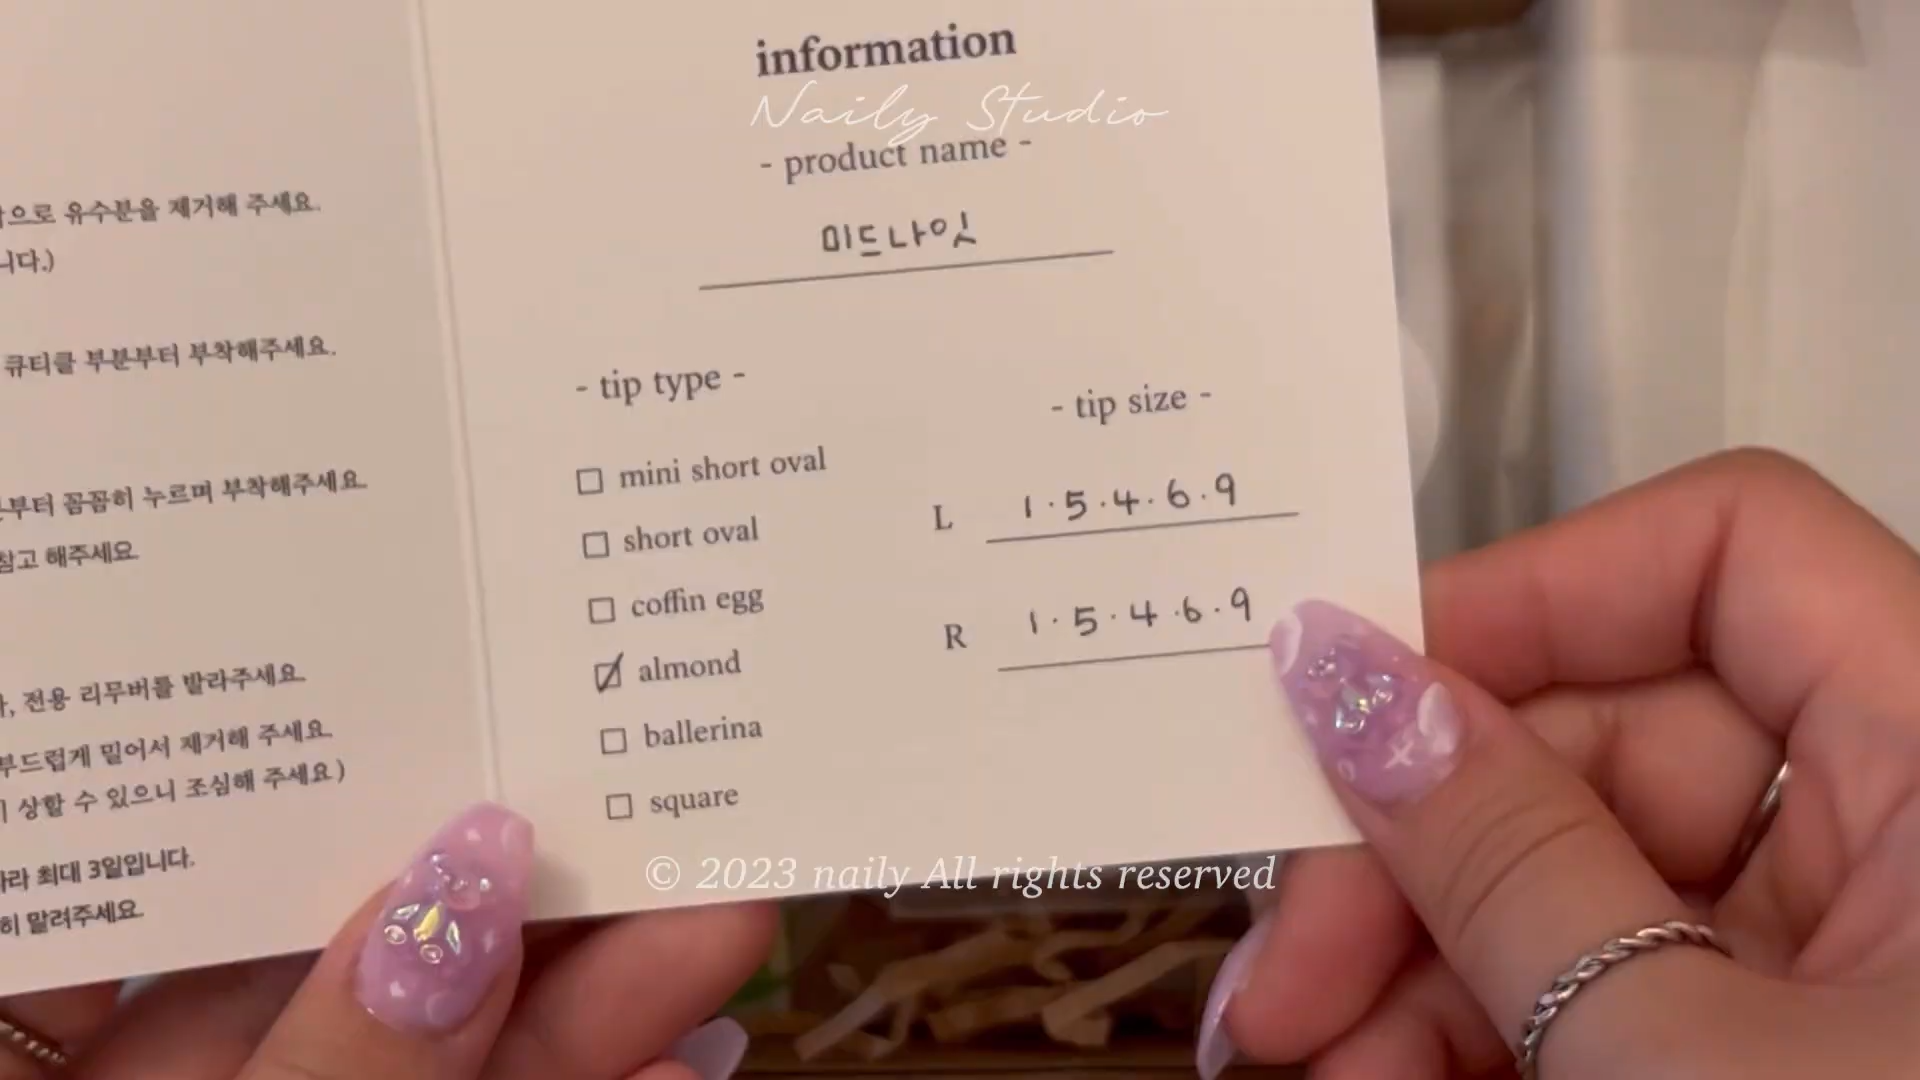 information
Naily Studio
- product name -
미드나잇
으로 유수분을 제거해 주세요.
니다.)
큐티클 부분부터 부착해주세요.
부터 꼼꼼히 누르며 부착해주세요.
참고 해주세요.
, 전용 리무버를 발라주세요.
부드럽게 밀어서 제거해 주세요.
상할 수 있으니 조심해 주세요)
라 최대 3일입니다.
히 말려주세요.
- tip type -
mini short oval
short oval
coffin egg
almond
ballerina
square
- tip size -
L 1·5·4·6·9
R 1·5·4·6·9
© 2023 naily All rights reserved